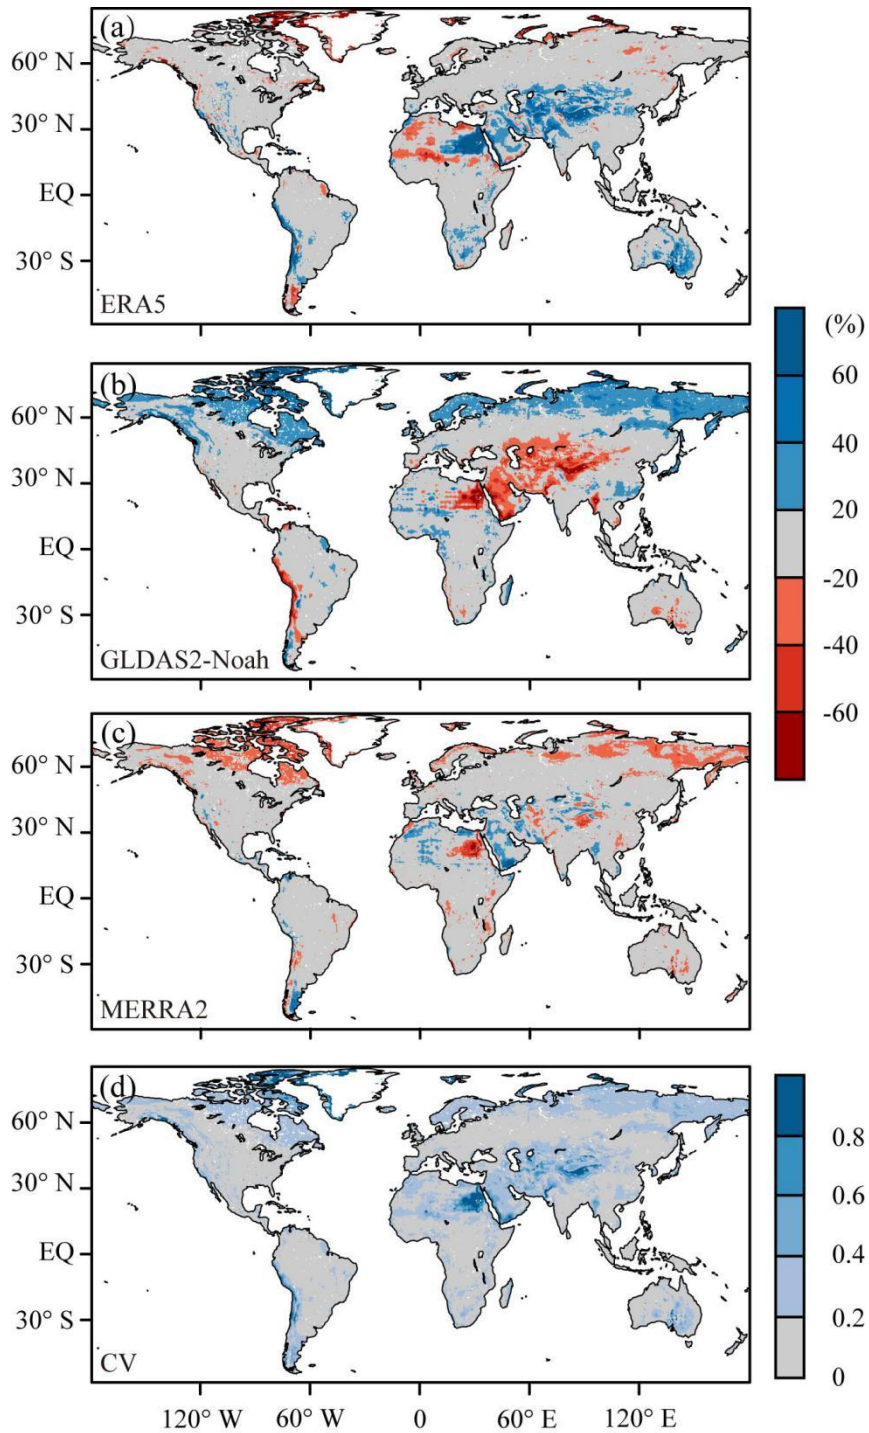 (a)
60° N
30° N
EQ
30° S
ERA5
(%)
60
40
20
-20
-40
-60
(b)
60° N
30° N
EQ
30° S
GLDAS2-Noah
(c)
60° N
30° N
EQ
30° S
MERRA2
(d)
60° N
30° N
EQ
30° S
CV
0.8
0.6
0.4
0.2
0
120° W 60° W 0 60° E 120° E